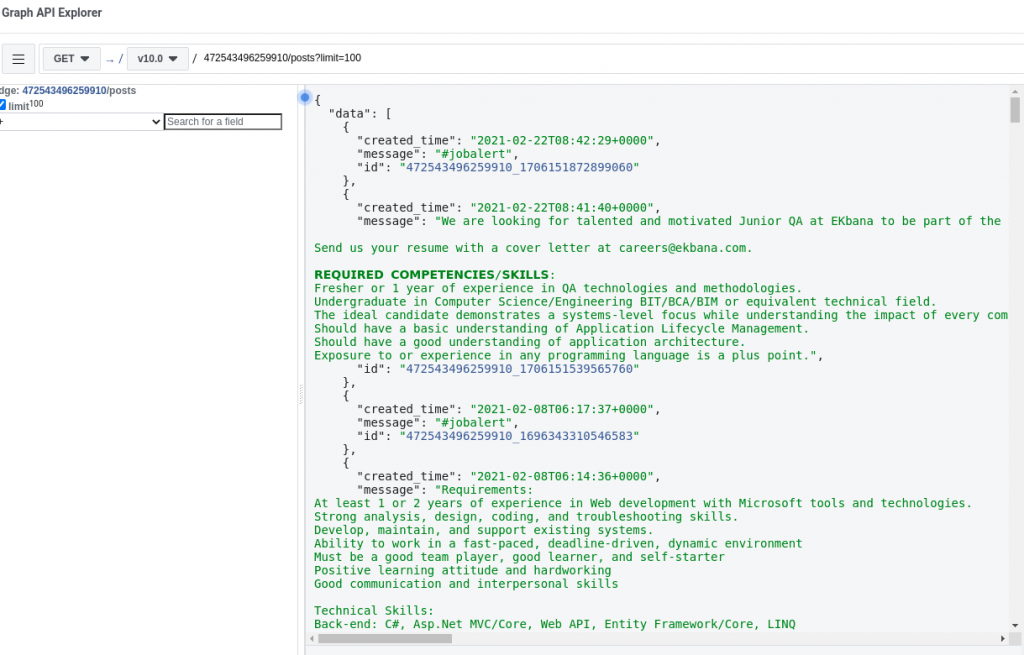 Graph API Explorer
GET → / v10.0 / 472543496259910/posts?limit=100
dge: 472543496259910/posts
limit100
Search for a field
{
"data": [
{
"created_time": "2021-02-22T08:42:29+0000",
"message": "#jobalert",
"id": "472543496259910_1706151872899060"
},
{
"created_time": "2021-02-22T08:41:40+0000",
"message": "We are looking for talented and motivated Junior QA at EKbana to be part of the
Send us your resume with a cover letter at careers@ekbana.com.
REQUIRED COMPETENCIES/SKILLS:
Fresher or 1 year of experience in QA technologies and methodologies.
Undergraduate in Computer Science/Engineering BIT/BCA/BIM or equivalent technical field.
The ideal candidate demonstrates a systems-level focus while understanding the impact of every com
Should have a basic understanding of Application Lifecycle Management.
Should have a good understanding of application architecture.
Exposure to or experience in any programming language is a plus point.",
"id": "472543496259910_1706151539565760"
},
{
"created_time": "2021-02-08T06:17:37+0000",
"message": "#jobalert",
"id": "472543496259910_1696343310546583"
},
{
"created_time": "2021-02-08T06:14:36+0000",
"message": "Requirements:
At least 1 or 2 years of experience in Web development with Microsoft tools and technologies.
Strong analysis, design, coding, and troubleshooting skills.
Develop, maintain, and support existing systems.
Ability to work in a fast-paced, deadline-driven, dynamic environment
Must be a good team player, good learner, and self-starter
Positive learning attitude and hardworking
Good communication and interpersonal skills
Technical Skills:
Back-end: C#, Asp.Net MVC/Core, Web API, Entity Framework/Core, LINQ